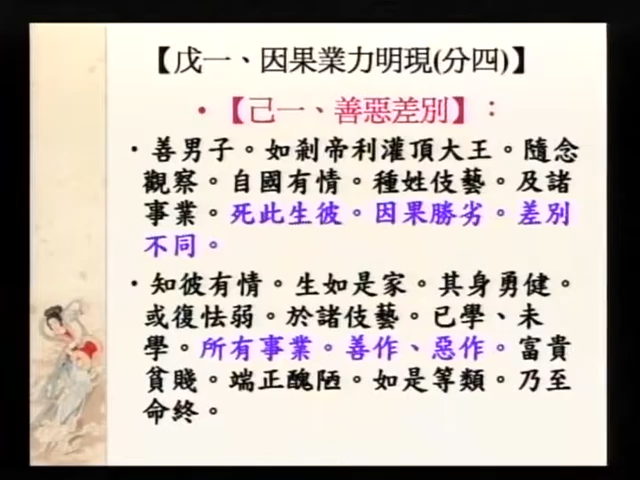 【戊一、因果業力明現(分四)】
•【己一、善惡差別】：
•善男子。如剎帝利灌頂大王。隨念
觀察。自國有情。種姓伎藝。及諸
事業。死此生彼。因果勝劣。差別
不同。
•知彼有情。生如是家。其身勇健。
或復怯弱。於諸伎藝。已學、未
學。所有事業。善作、惡作。富貴
貧賤。端正醜陋。如是等類。乃至
命終。